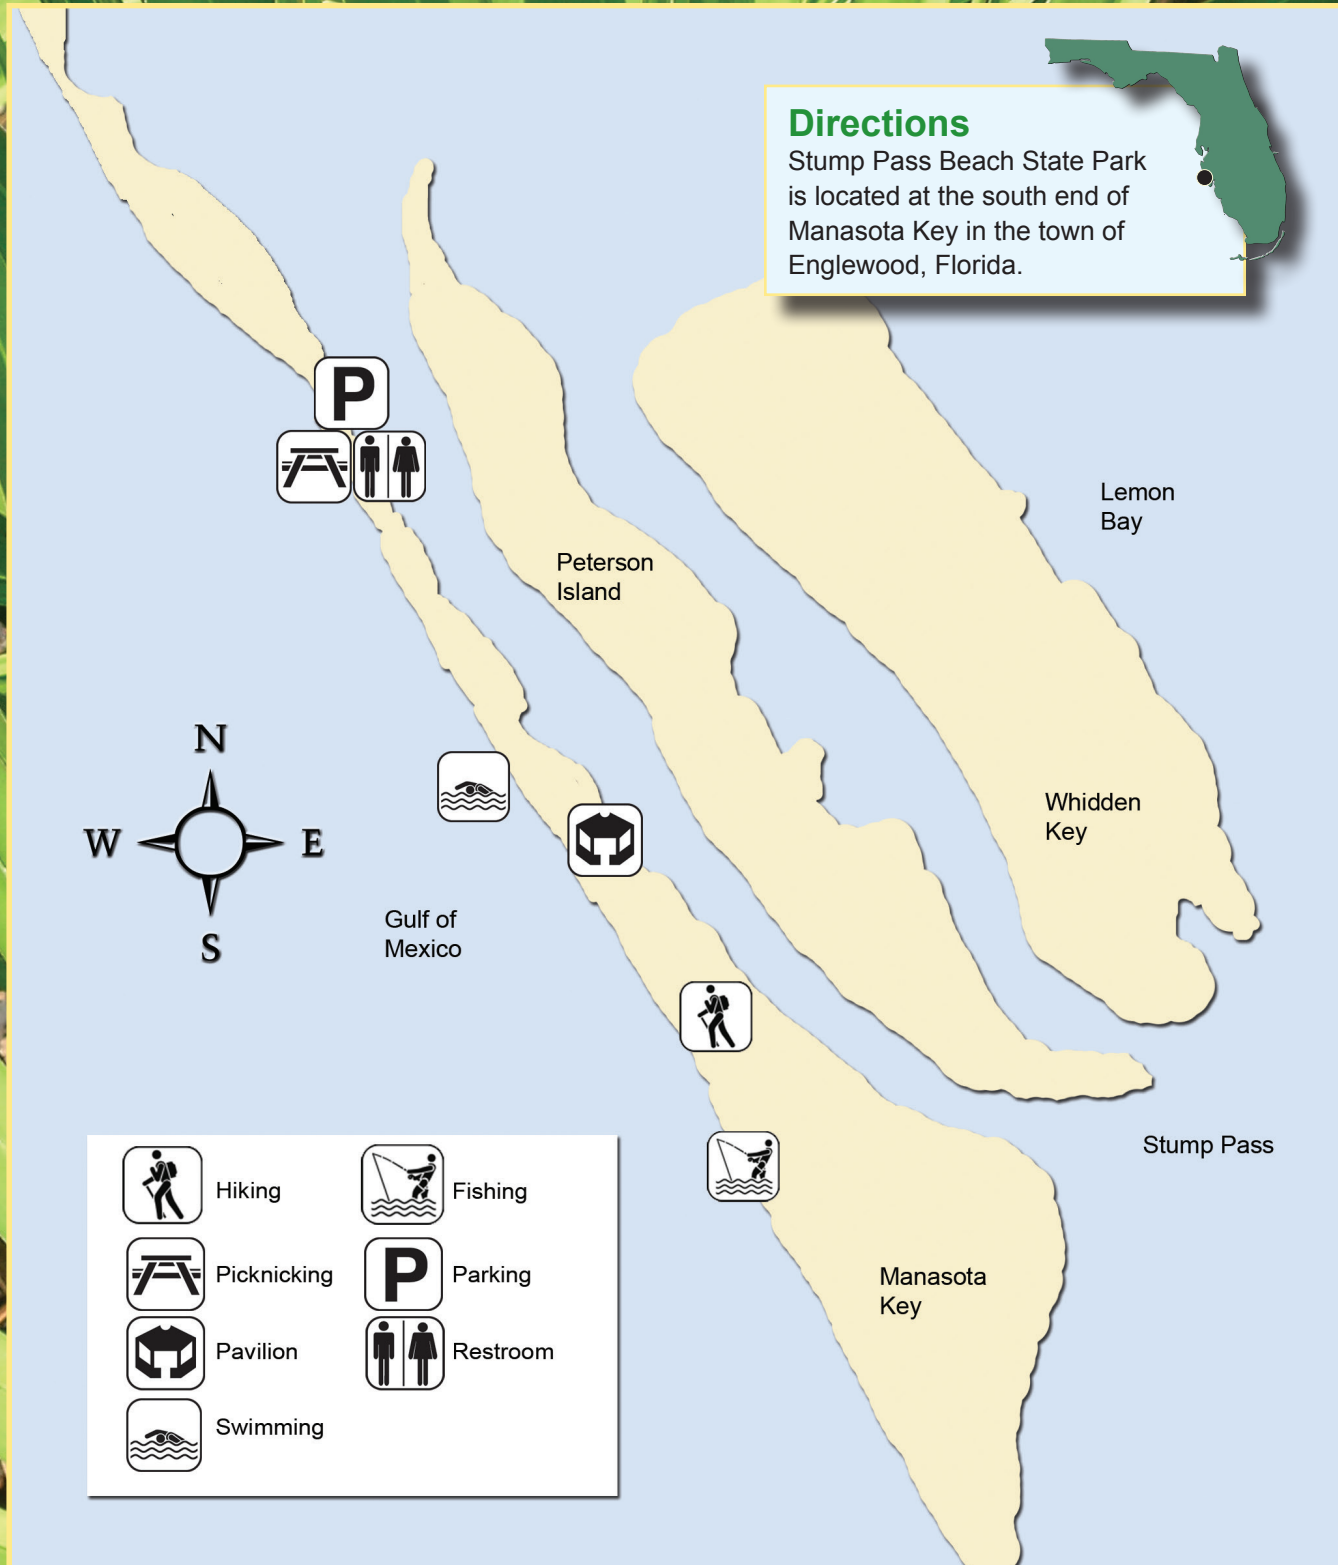 Directions
Stump Pass Beach State Park
is located at the south end of
Manasota Key in the town of
Englewood, Florida.
P
Lemon
Bay
Peterson
Island
Whidden
Key
N
W
E
S
Gulf of
Mexico
Stump Pass
Manasota
Key
Hiking
Fishing
Picknicking
P
Parking
Pavilion
Restroom
Swimming